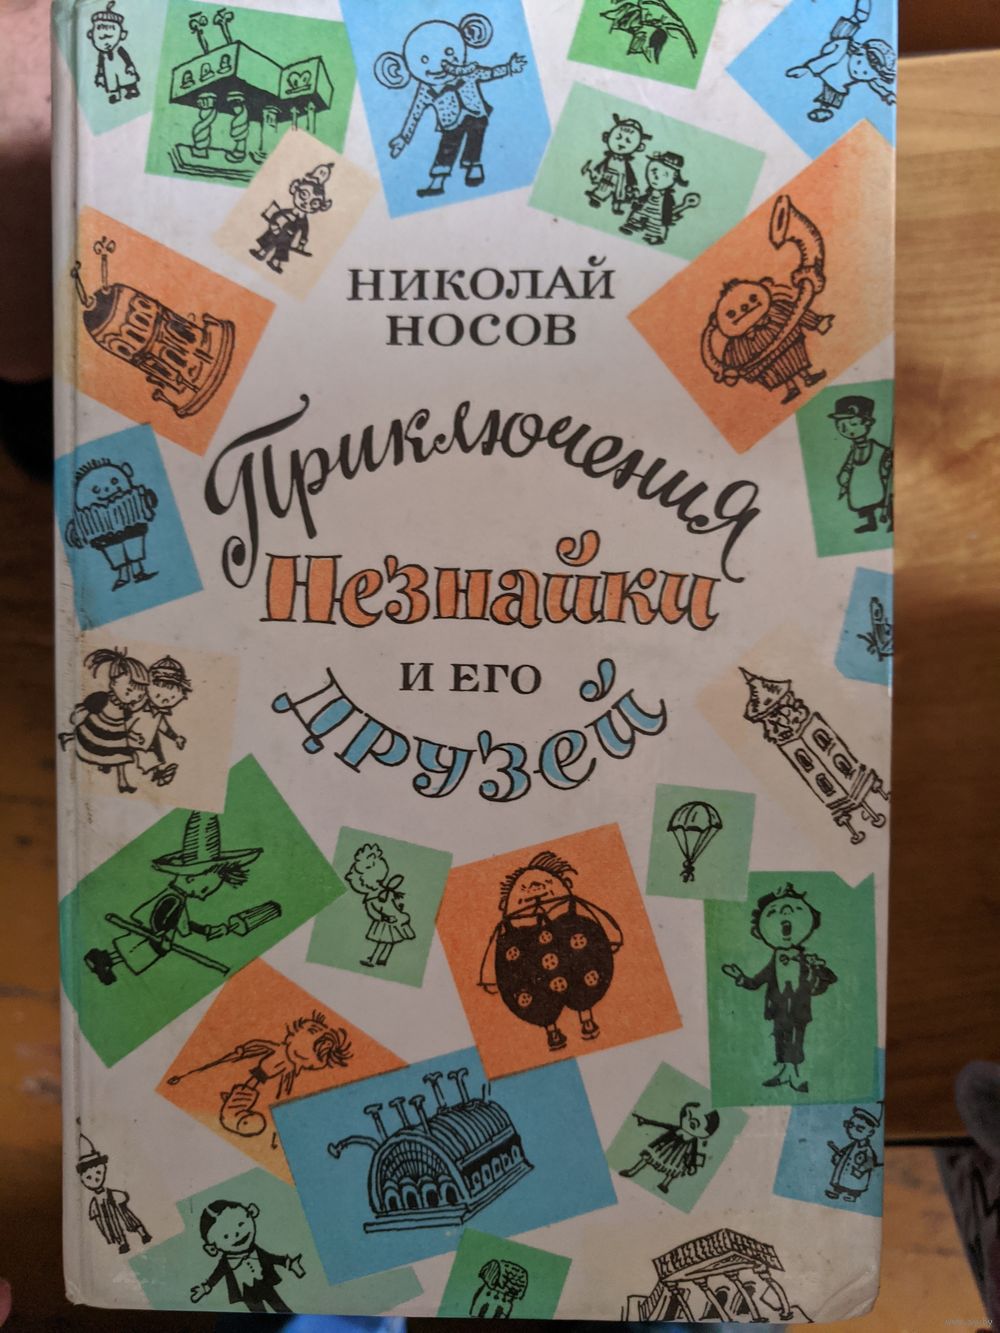 НИКОЛАЙ
НОСОВ
Приключения
Незнайки
И ЕГО
Друзей